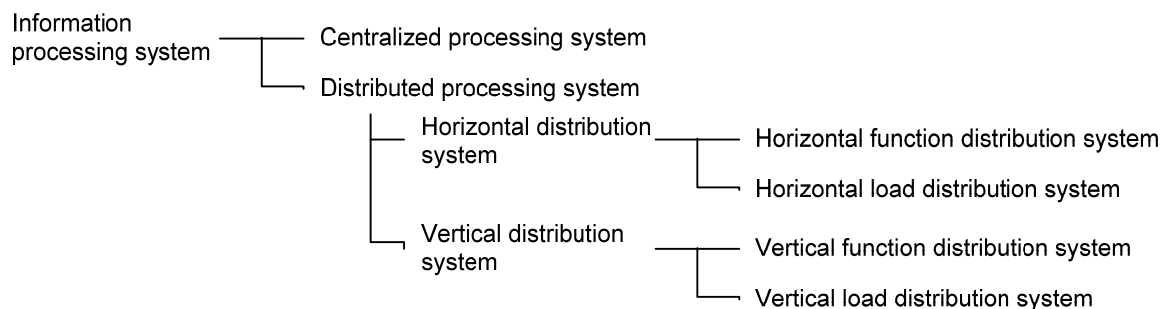 Information
processing system
Centralized processing system
Distributed processing system
Horizontal distribution
system
Horizontal function distribution system
Horizontal load distribution system
Vertical distribution
system
Vertical function distribution system
Vertical load distribution system